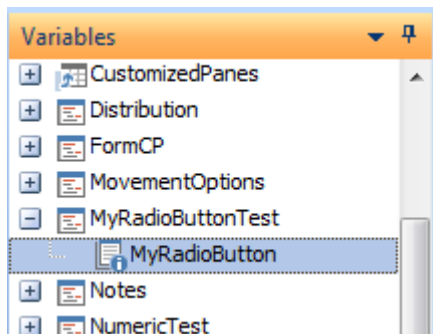 Variables
CustomizedPanes
Distribution
FormCP
MovementOptions
MyRadioButtonTest
MyRadioButton
Notes
NumericTest